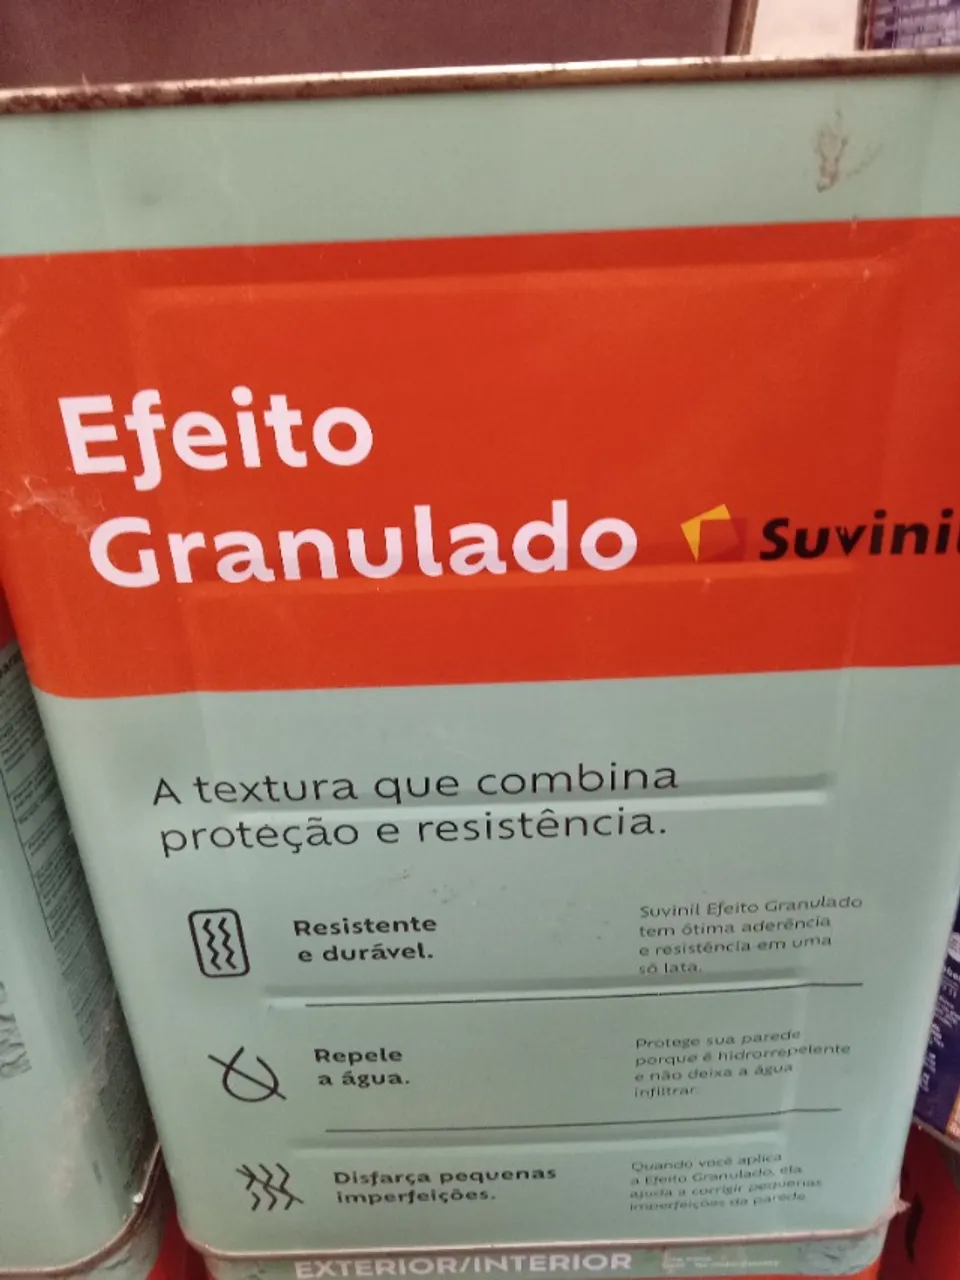 Efeito
Granulado
Suvinil
A textura que combina
proteção e resistência.
Resistente
e durável.
Suvinil Efeito Granulado
tem ótima aderência
e resistência em uma
só lata.
Repele
a água.
Protege sua parede
porque é hidrorrepelente
e não deixa a água
infiltrar.
Disfarça pequenas
imperfeições.
Quando você aplica
a Efeito Granulado, ela
ajuda a corrigir pequenas
imperfeições da parede.
EXTERIOR/INTERIOR